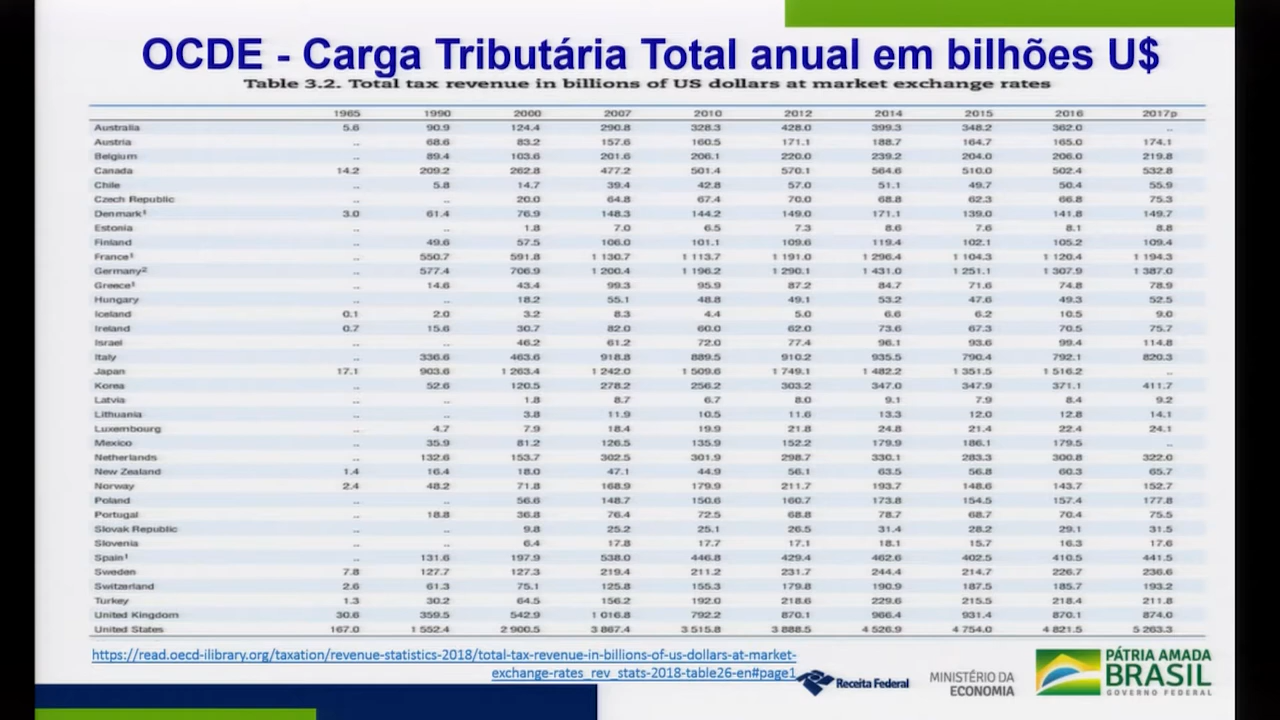 OCDE - Carga Tributária Total anual em bilhões U$
Table 3.2. Total tax revenue in billions of US dollars at market exchange rates
1965 1990 2000 2007 2010 2012 2014 2015 2016 2017p
Australia 5.6 90.9 124.4 290.8 328.3 428.0 399.3 348.2 362.0 ..
Austria .. 68.6 83.2 157.6 160.5 171.1 188.7 164.7 165.0 174.1
Belgium .. 89.4 103.6 201.6 206.1 220.0 239.2 204.0 206.0 219.8
Canada 14.2 209.2 262.8 477.2 501.4 570.1 564.6 510.0 502.4 532.8
Chile .. 5.8 14.7 39.4 42.8 57.0 51.1 49.7 50.4 55.9
Czech Republic .. .. 20.0 64.8 67.4 70.0 68.8 62.3 66.8 75.3
Denmark¹ 3.0 61.4 76.9 148.3 144.2 149.0 171.1 139.0 141.8 149.7
Estonia .. .. 1.8 7.0 6.5 7.3 8.6 7.6 8.1 8.8
Finland .. 49.6 57.5 106.0 101.1 109.6 119.4 102.1 105.2 109.4
France¹ .. 550.7 591.8 1 130.7 1 113.7 1 191.0 1 296.4 1 104.3 1 120.4 1 194.3
Germany² .. 577.4 706.9 1 200.4 1 196.2 1 290.1 1 431.0 1 251.1 1 307.9 1 387.0
Greece¹ .. 14.6 43.4 99.3 95.9 87.2 84.7 71.6 74.8 78.9
Hungary .. .. 18.2 55.1 48.8 49.1 53.2 47.6 49.3 52.5
Iceland 0.1 2.0 3.2 8.3 4.4 5.0 6.6 6.2 10.5 9.0
Ireland 0.7 15.6 30.7 82.0 60.0 62.0 73.6 67.3 70.5 75.7
Israel .. .. 46.2 61.2 72.0 77.4 96.1 93.6 99.4 114.8
Italy .. 336.6 463.6 918.8 889.5 910.2 935.5 790.4 792.1 820.3
Japan 17.1 903.6 1 263.4 1 242.0 1 509.6 1 749.1 1 482.2 1 351.5 1 516.2 ..
Korea .. 52.6 120.5 278.2 256.2 303.2 347.0 347.9 371.1 411.7
Latvia .. .. 1.8 8.7 6.7 8.0 9.1 7.9 8.4 9.2
Lithuania .. .. 3.8 11.9 10.5 11.6 13.3 12.0 12.8 14.1
Luxembourg .. 4.7 7.9 18.4 19.9 21.8 24.8 21.4 22.4 24.1
Mexico .. 35.9 81.2 126.5 135.9 152.2 179.9 186.1 179.5 ..
Netherlands .. 132.6 153.7 302.5 301.9 298.7 330.1 283.3 300.8 322.0
New Zealand 1.4 16.4 18.0 47.1 44.9 56.1 63.5 56.8 60.3 65.7
Norway 2.4 48.2 71.8 168.9 179.9 211.7 193.7 148.6 143.7 152.7
Poland .. .. 56.6 148.7 150.6 160.7 173.8 154.5 157.4 177.8
Portugal .. 18.8 36.8 76.4 72.5 68.8 78.7 68.7 70.4 75.5
Slovak Republic .. .. 9.8 25.2 25.1 26.5 31.4 28.2 29.1 31.5
Slovenia .. .. 6.4 17.8 17.7 17.1 18.1 15.7 16.3 17.6
Spain¹ .. 131.6 197.9 538.0 446.8 429.4 462.6 402.5 410.5 441.5
Sweden 7.8 127.7 127.3 219.4 211.2 231.7 244.4 214.7 226.7 236.6
Switzerland 2.6 61.3 75.1 125.8 155.3 179.8 190.9 187.5 185.7 193.2
Turkey 1.3 30.2 64.5 156.2 192.0 218.6 229.6 215.5 218.4 211.8
United Kingdom 30.6 359.5 542.9 1 016.8 792.2 870.1 966.4 931.4 870.1 874.0
United States 167.0 1 552.4 2 900.5 3 867.4 3 515.8 3 888.5 4 526.9 4 754.0 4 821.5 5 263.3
https://read.oecd-ilibrary.org/taxation/revenue-statistics-2018/total-tax-revenue-in-billions-of-us-dollars-at-market-
exchange-rates_rev_stats-2018-table26-en#page1
Receita Federal
MINISTÉRIO DA
ECONOMIA
PÁTRIA AMADA
BRASIL
GOVERNO FEDERAL